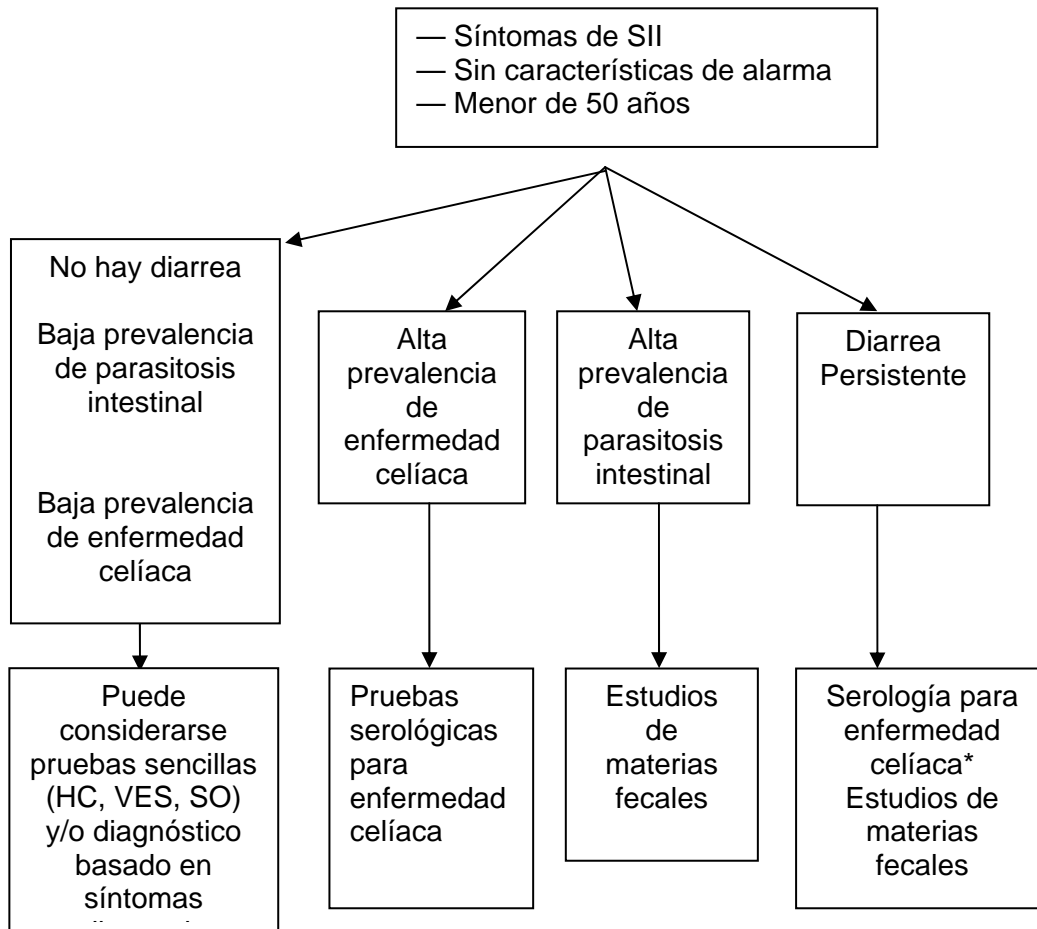 — Síntomas de SII
— Sin características de alarma
— Menor de 50 años
No hay diarrea
Baja prevalencia
de parasitosis
intestinal
Baja prevalencia
de enfermedad
celíaca
Alta
prevalencia
de
enfermedad
celíaca
Alta
prevalencia
de
parasitosis
intestinal
Diarrea
Persistente
Puede
considerarse
pruebas sencillas
(HC, VES, SO)
y/o diagnóstico
basado en
síntomas
Pruebas
serológicas
para
enfermedad
celíaca
Estudios
de
materias
fecales
Serología para
enfermedad
celíaca*
Estudios de
materias
fecales